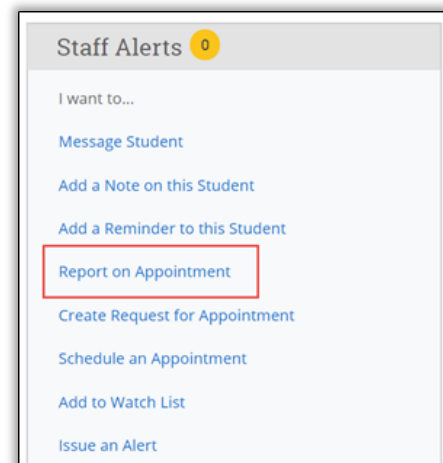 Staff Alerts 0
I want to...
Message Student
Add a Note on this Student
Add a Reminder to this Student
Report on Appointment
Create Request for Appointment
Schedule an Appointment
Add to Watch List
Issue an Alert